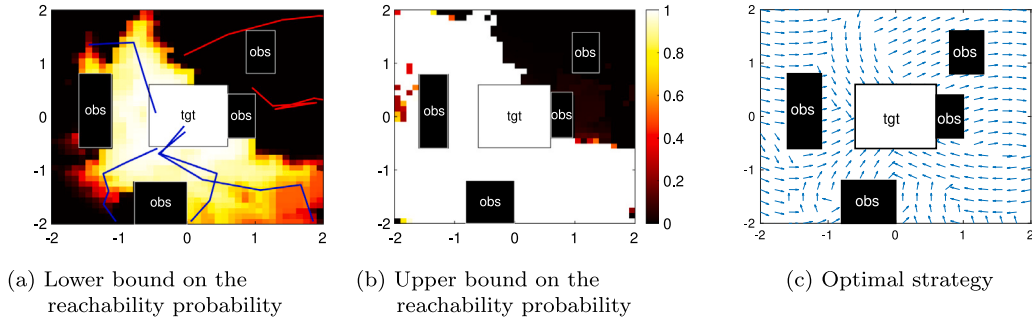 2
1
0
-1
-2
-1
0
1
2
obs
obs
tgt
obs
obs
2
1
0
-1
-2
-2
-1
0
1
2
obs
obs
tgt
obs
obs
1
0.8
0.6
0.4
0.2
0
2
1
0
-1
-2
-2
-1
0
1
2
obs
obs
tgt
obs
obs
(a) Lower bound on the
reachability probability
(b) Upper bound on the
reachability probability
(c) Optimal strategy